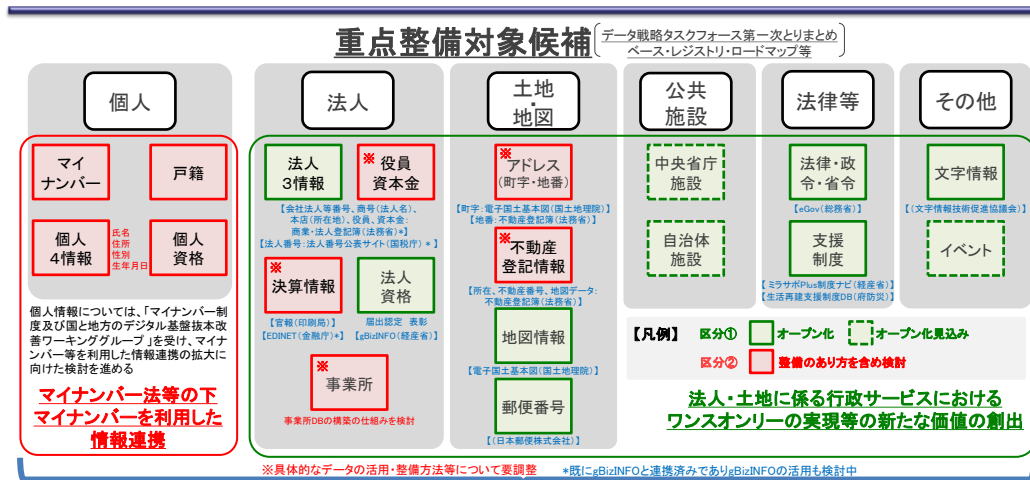 重点整備対象候補
データ戦略タスクフォース第一次とりまとめ
ベース・レジストリ・ロードマップ等
個人
マイ
ナンバー
戸籍
個人
4情報
氏名
住所
性別
生年月日
個人
資格
個人情報については、「マイナンバー制
度及び国と地方のデジタル基盤抜本改
善ワーキンググループ」を受け、マイナ
ンバー等を利用した情報連携の拡大に
向けた検討を進める
マイナンバー法等の下
マイナンバーを利用した
情報連携
法人
法人
3情報
※
役員
資本金
【会社法人等番号、商号(法人名)、
本店(所在地)、役員、資本金:
商業・法人登記簿(法務省)*】
【法人番号:法人番号公表サイト(国税庁) *】
※
決算情報
法人
資格
【官報(印刷局)】
【EDINET(金融庁)*】
届出認定 表彰
【gBizINFO(経産省)】
※
事業所
事業所DBの構築の仕組みを検討
土地
・
地図
※
アドレス
(町字・地番)
【町字:電子国土基本図(国土地理院)】
【地番:不動産登記簿(法務省)】
※
不動産
登記情報
【所在、不動産番号、地図データ:
不動産登記簿(法務省)】
地図情報
【電子国土基本図(国土地理院)】
郵便番号
【(日本郵便株式会社)】
公共
施設
中央省庁
施設
自治体
施設
法律等
法律・政
令・省令
【eGov(総務省)】
支援
制度
【ミラサポPlus制度ナビ(経産省)】
【生活再建支援制度DB(府防災)】
その他
文字情報
【(文字情報技術促進協議会)】
イベント
【凡例】
区分①
オープン化
オープン化見込み
区分②
整備のあり方を含め検討
法人・土地に係る行政サービスにおける
ワンスオンリーの実現等の新たな価値の創出
※具体的なデータの活用・整備方法等について要調整
*既にgBizINFOと連携済みでありgBizINFOの活用も検討中